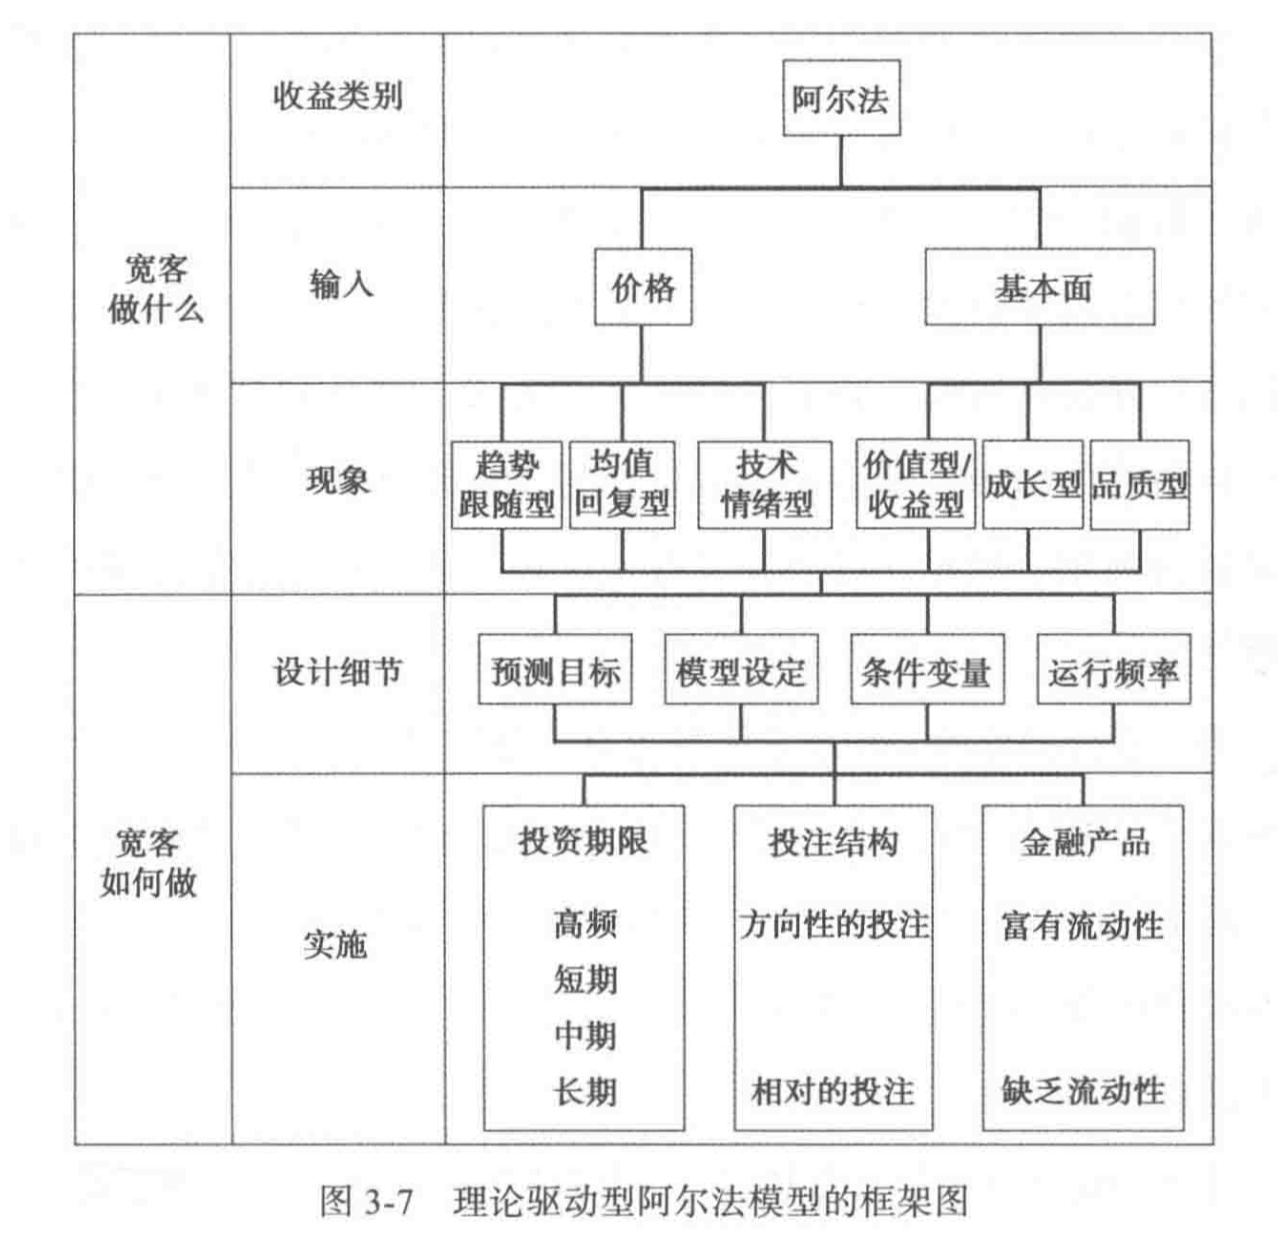 收益类别
阿尔法
宽客
做什么
输入
价格
基本面
现象
趋势
跟随型
均值
回复型
技术
情绪型
价值型/
收益型
成长型
品质型
设计细节
预测目标
模型设定
条件变量
运行频率
宽客
如何做
实施
投资期限
高频
短期
中期
长期
投注结构
方向性的投注
相对的投注
金融产品
富有流动性
缺乏流动性
图 3-7 理论驱动型阿尔法模型的框架图